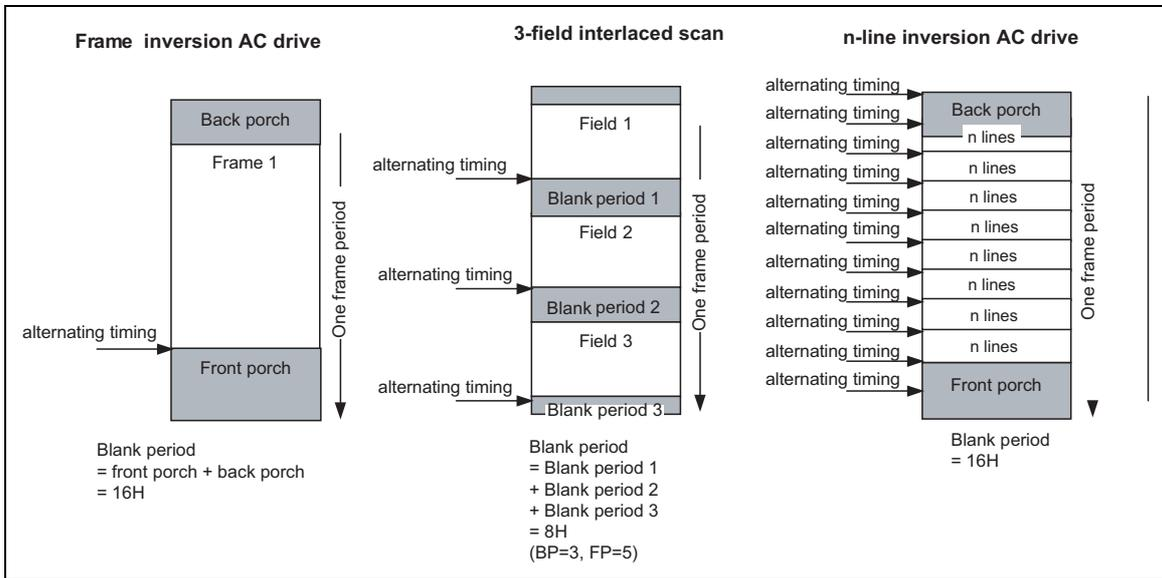 Frame inversion AC drive
Back porch
Frame 1
alternating timing
One frame period
Front porch
Blank period
= front porch + back porch
= 16H
3-field interlaced scan
Field 1
alternating timing
Blank period 1
Field 2
One frame period
alternating timing
Blank period 2
Field 3
alternating timing
Blank period 3
Blank period
= Blank period 1
+ Blank period 2
+ Blank period 3
= 8H
(BP=3, FP=5)
n-line inversion AC drive
alternating timing
Back porch
alternating timing
n lines
alternating timing
n lines
alternating timing
n lines
alternating timing
n lines
alternating timing
n lines
One frame period
alternating timing
n lines
alternating timing
n lines
alternating timing
n lines
alternating timing
alternating timing
Front porch
Blank period
= 16H